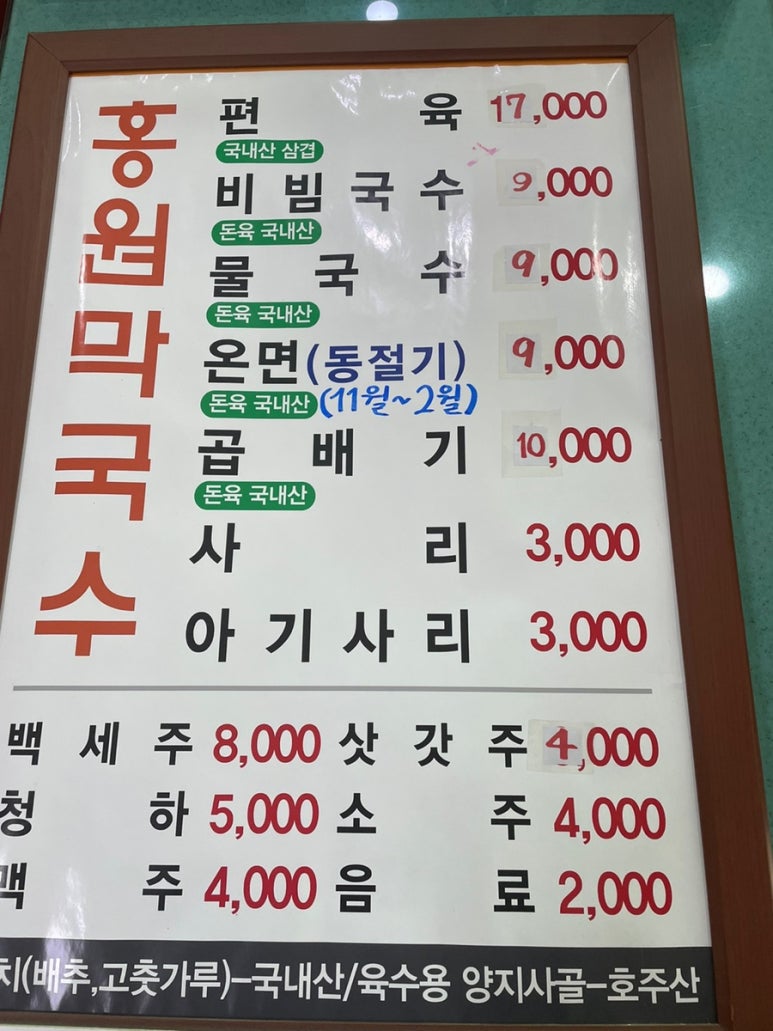 홍원막국수
편육 17,000
국내산 삼겹
비빔국수 9,000
돈육 국내산
물국수 9,000
돈육 국내산
온면(동절기) 9,000
돈육 국내산 (11월~2월)
곱배기 10,000
돈육 국내산
사리 3,000
아기사리 3,000
백세주 8,000 삿갓주 4,000
청하 5,000 소주 4,000
맥주 4,000 음료 2,000
치(배추,고춧가루)-국내산/육수용 양지사골-호주산